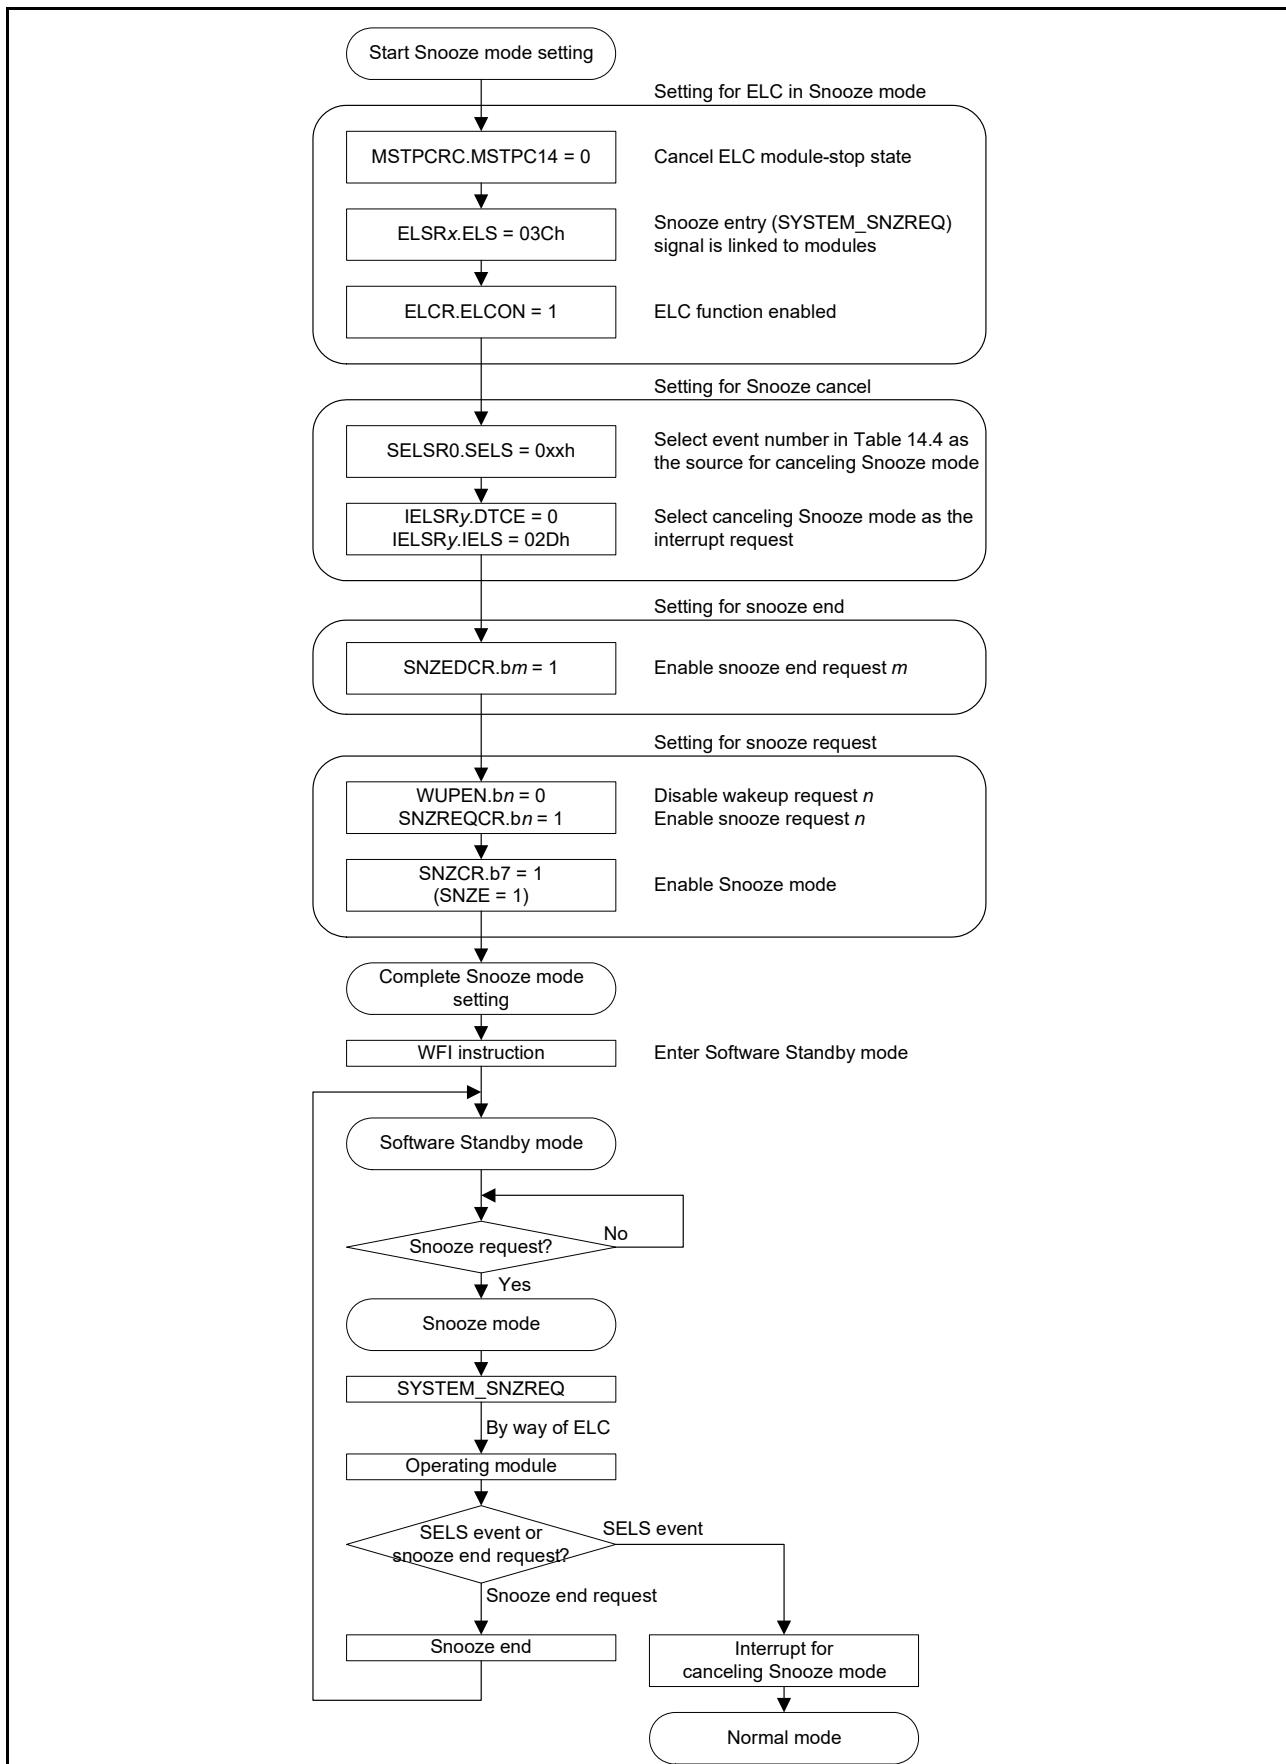 Start Snooze mode setting
Setting for ELC in Snooze mode
MSTPCRC.MSTPC14 = 0
Cancel ELC module-stop state
ELSRx.ELS = 03Ch
Snooze entry (SYSTEM_SNZREQ)
signal is linked to modules
ELCR.ELCON = 1
ELC function enabled
Setting for Snooze cancel
SELSR0.SELS = 0xxh
Select event number in Table 14.4 as
the source for canceling Snooze mode
IELSRy.DTCE = 0
IELSRy.IELS = 02Dh
Select canceling Snooze mode as the
interrupt request
Setting for snooze end
SNZEDCR.bm = 1
Enable snooze end request m
Setting for snooze request
WUPEN.bn = 0
SNZREQCR.bn = 1
Disable wakeup request n
Enable snooze request n
SNZCR.b7 = 1
(SNZE = 1)
Enable Snooze mode
Complete Snooze mode
setting
WFI instruction
Enter Software Standby mode
Software Standby mode
Snooze request?
No
Yes
Snooze mode
SYSTEM_SNZREQ
By way of ELC
Operating module
SELS event or
snooze end request?
SELS event
Snooze end request
Snooze end
Interrupt for
canceling Snooze mode
Normal mode